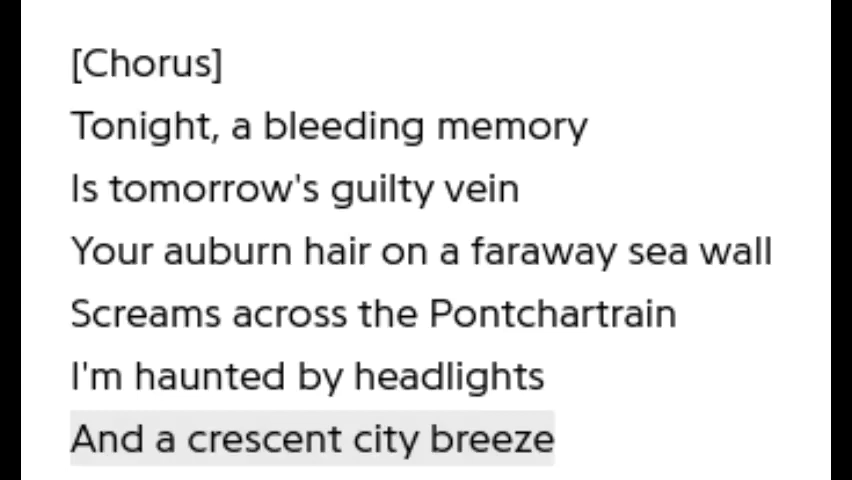 [Chorus]
Tonight, a bleeding memory
Is tomorrow's guilty vein
Your auburn hair on a faraway sea wall
Screams across the Pontchartrain
I'm haunted by headlights
And a crescent city breeze